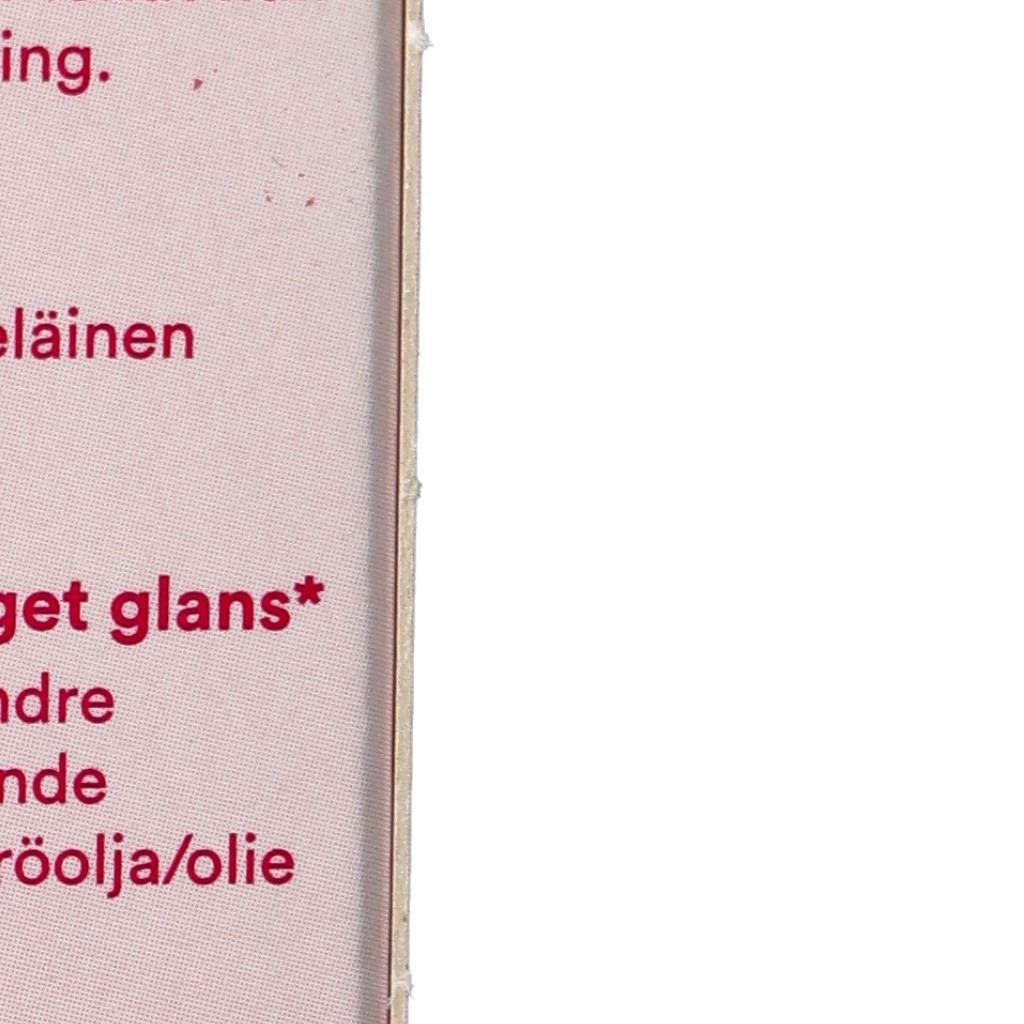 ing.
eläinen
get glans*
ndre
nde
röolja/olie